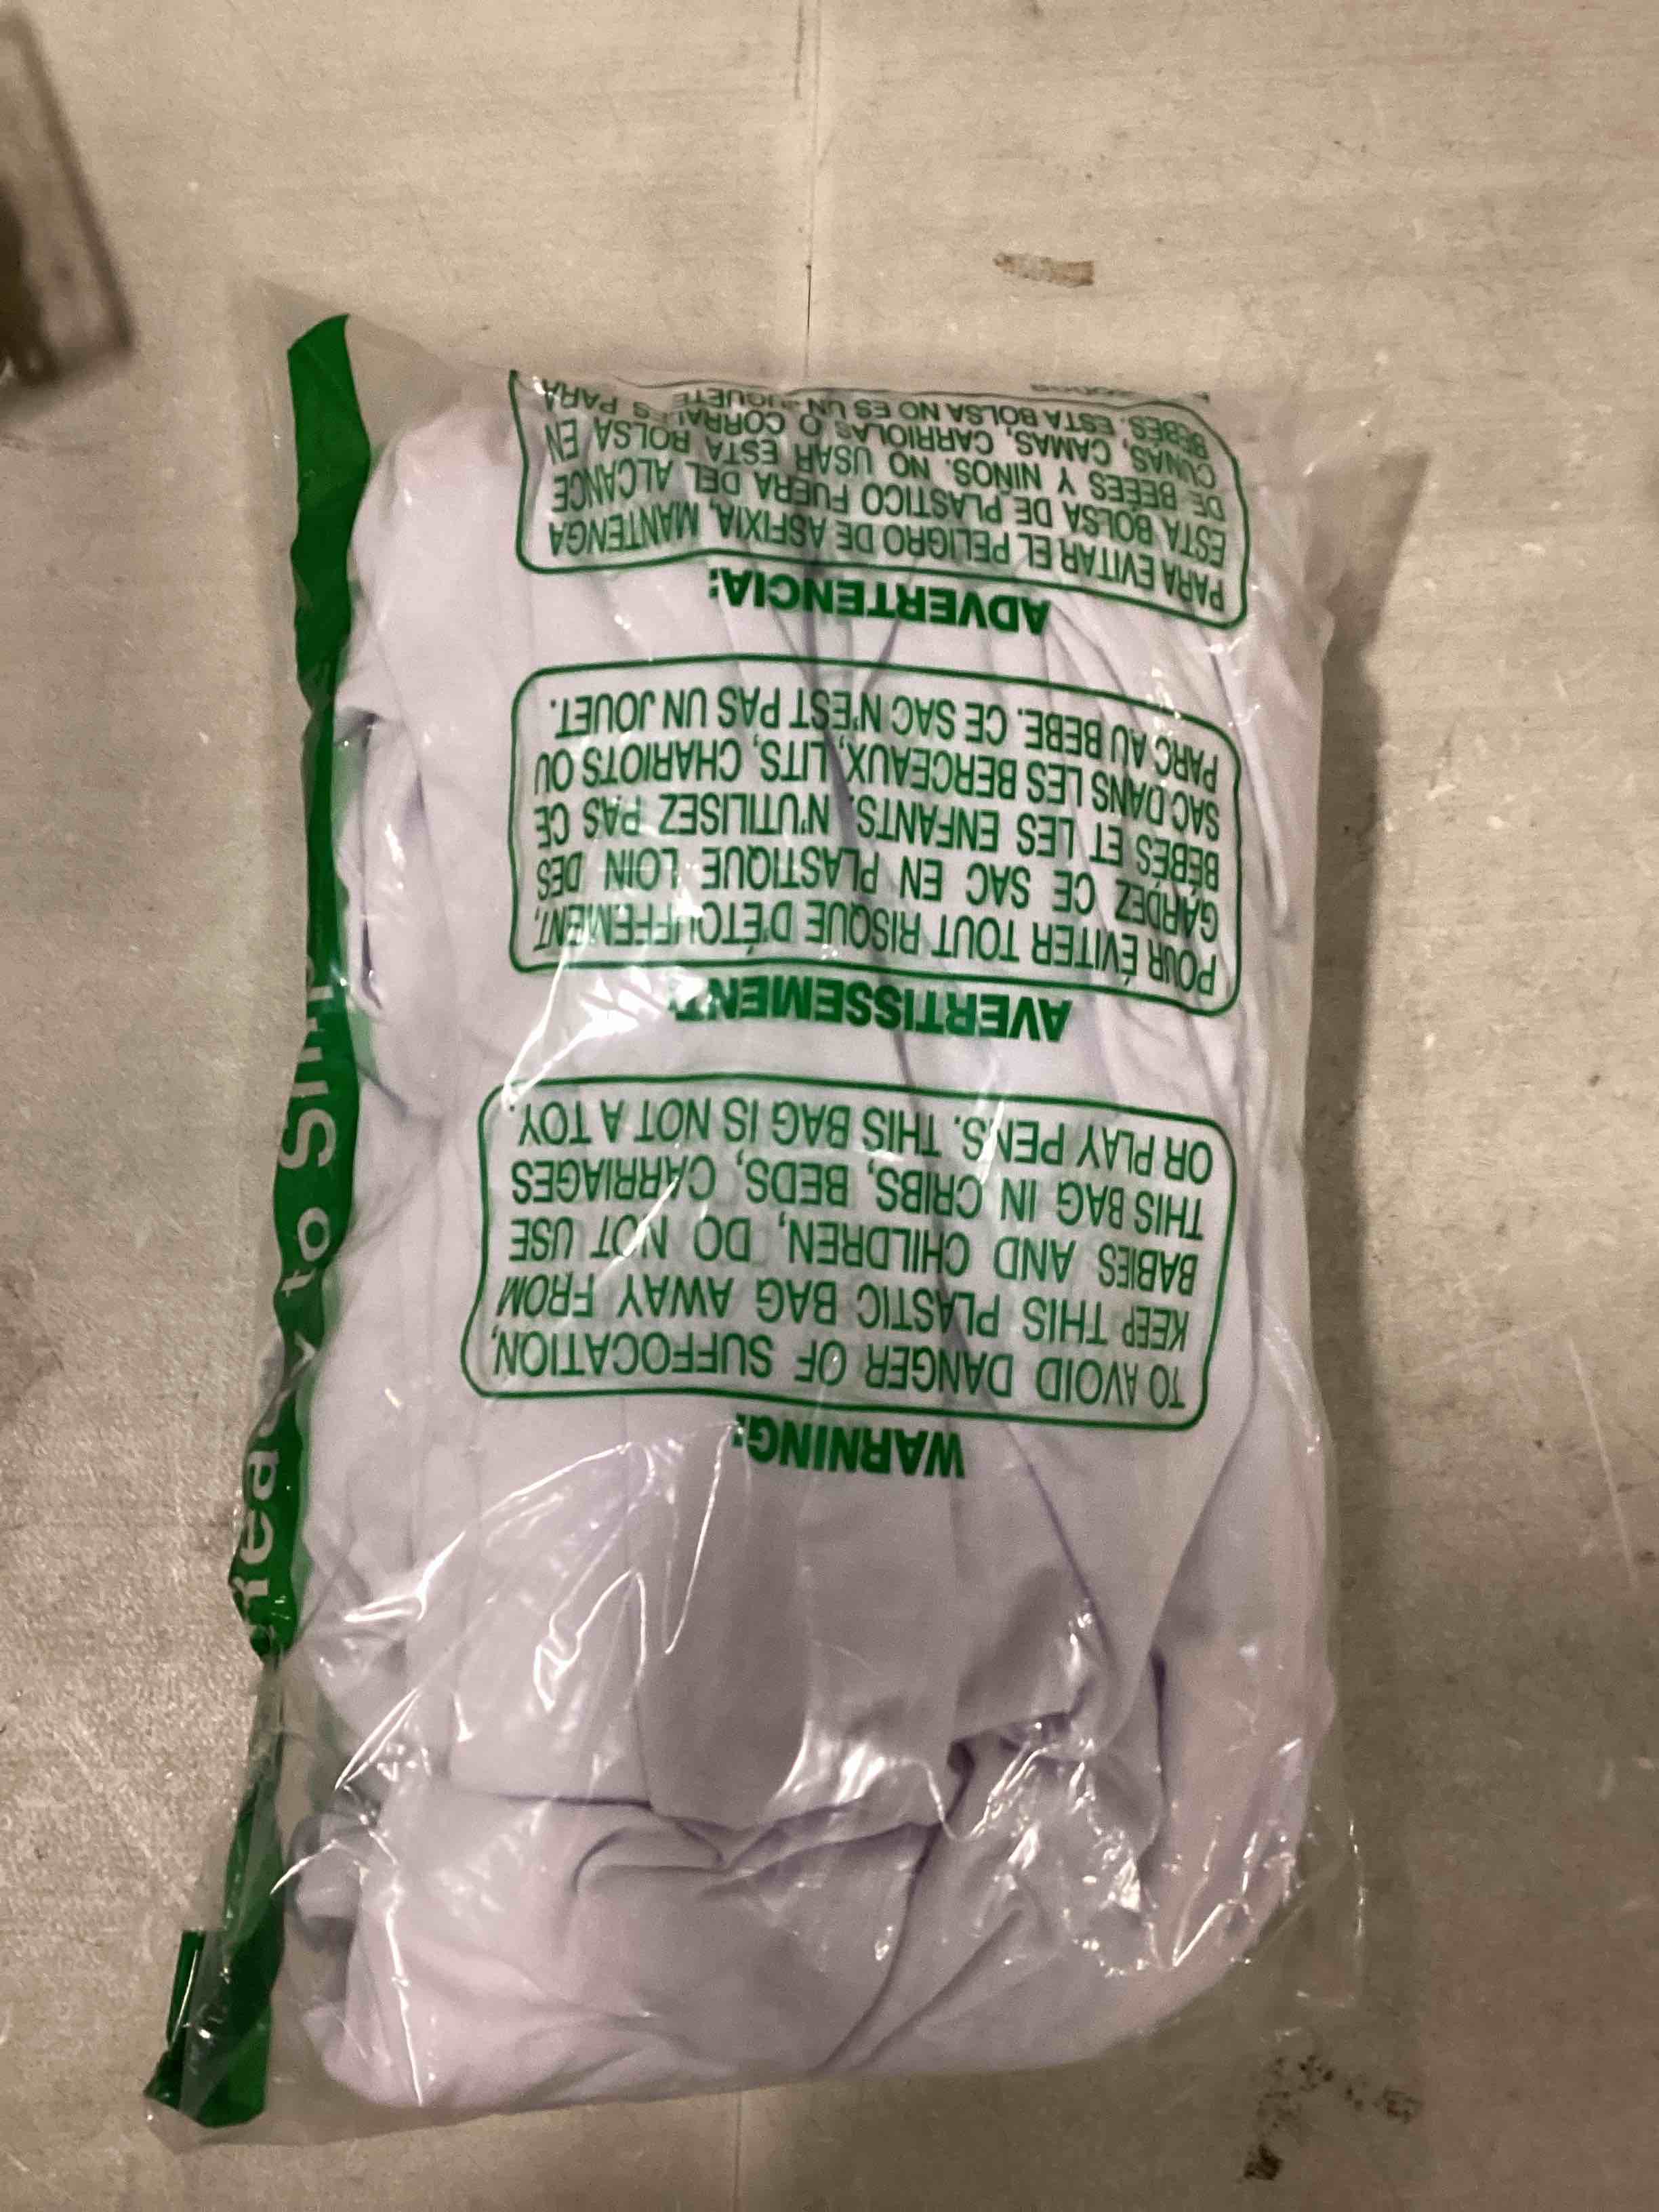 WARNING:
TO AVOID DANGER OF SUFFOCATION,
KEEP THIS PLASTIC BAG AWAY FROM
BABIES AND CHILDREN, DO NOT USE
THIS BAG IN CRIBS, BEDS, CARRIAGES
OR PLAY PENS. THIS BAG IS NOT A TOY.
AVERTISSEMENT:
POUR ÉVITER TOUT RISQUE D'ÉTOUFFEMENT,
GARDEZ CE SAC EN PLASTIQUE LOIN DES
BÉBÉS ET LES ENFANTS. N'UTILISEZ PAS CE
SAC DANS LES BERCEAUX, LITS, CHARIOTS OU
PARC AU BEBE. CE SAC N'EST PAS UN JOUET.
ADVERTENCIA:
PARA EVITAR EL PELIGRO DE ASFIXIA, MANTENGA
ESTA BOLSA DE PLASTICO FUERA DEL ALCANCE
DE BEBES Y NINOS. NO USAR ESTA BOLSA EN
CUNAS, CAMAS, CARRIOLAS O CORRALES PARA
BEBES. ESTA BOLSA NO ES UN JUGUETE
to Ship